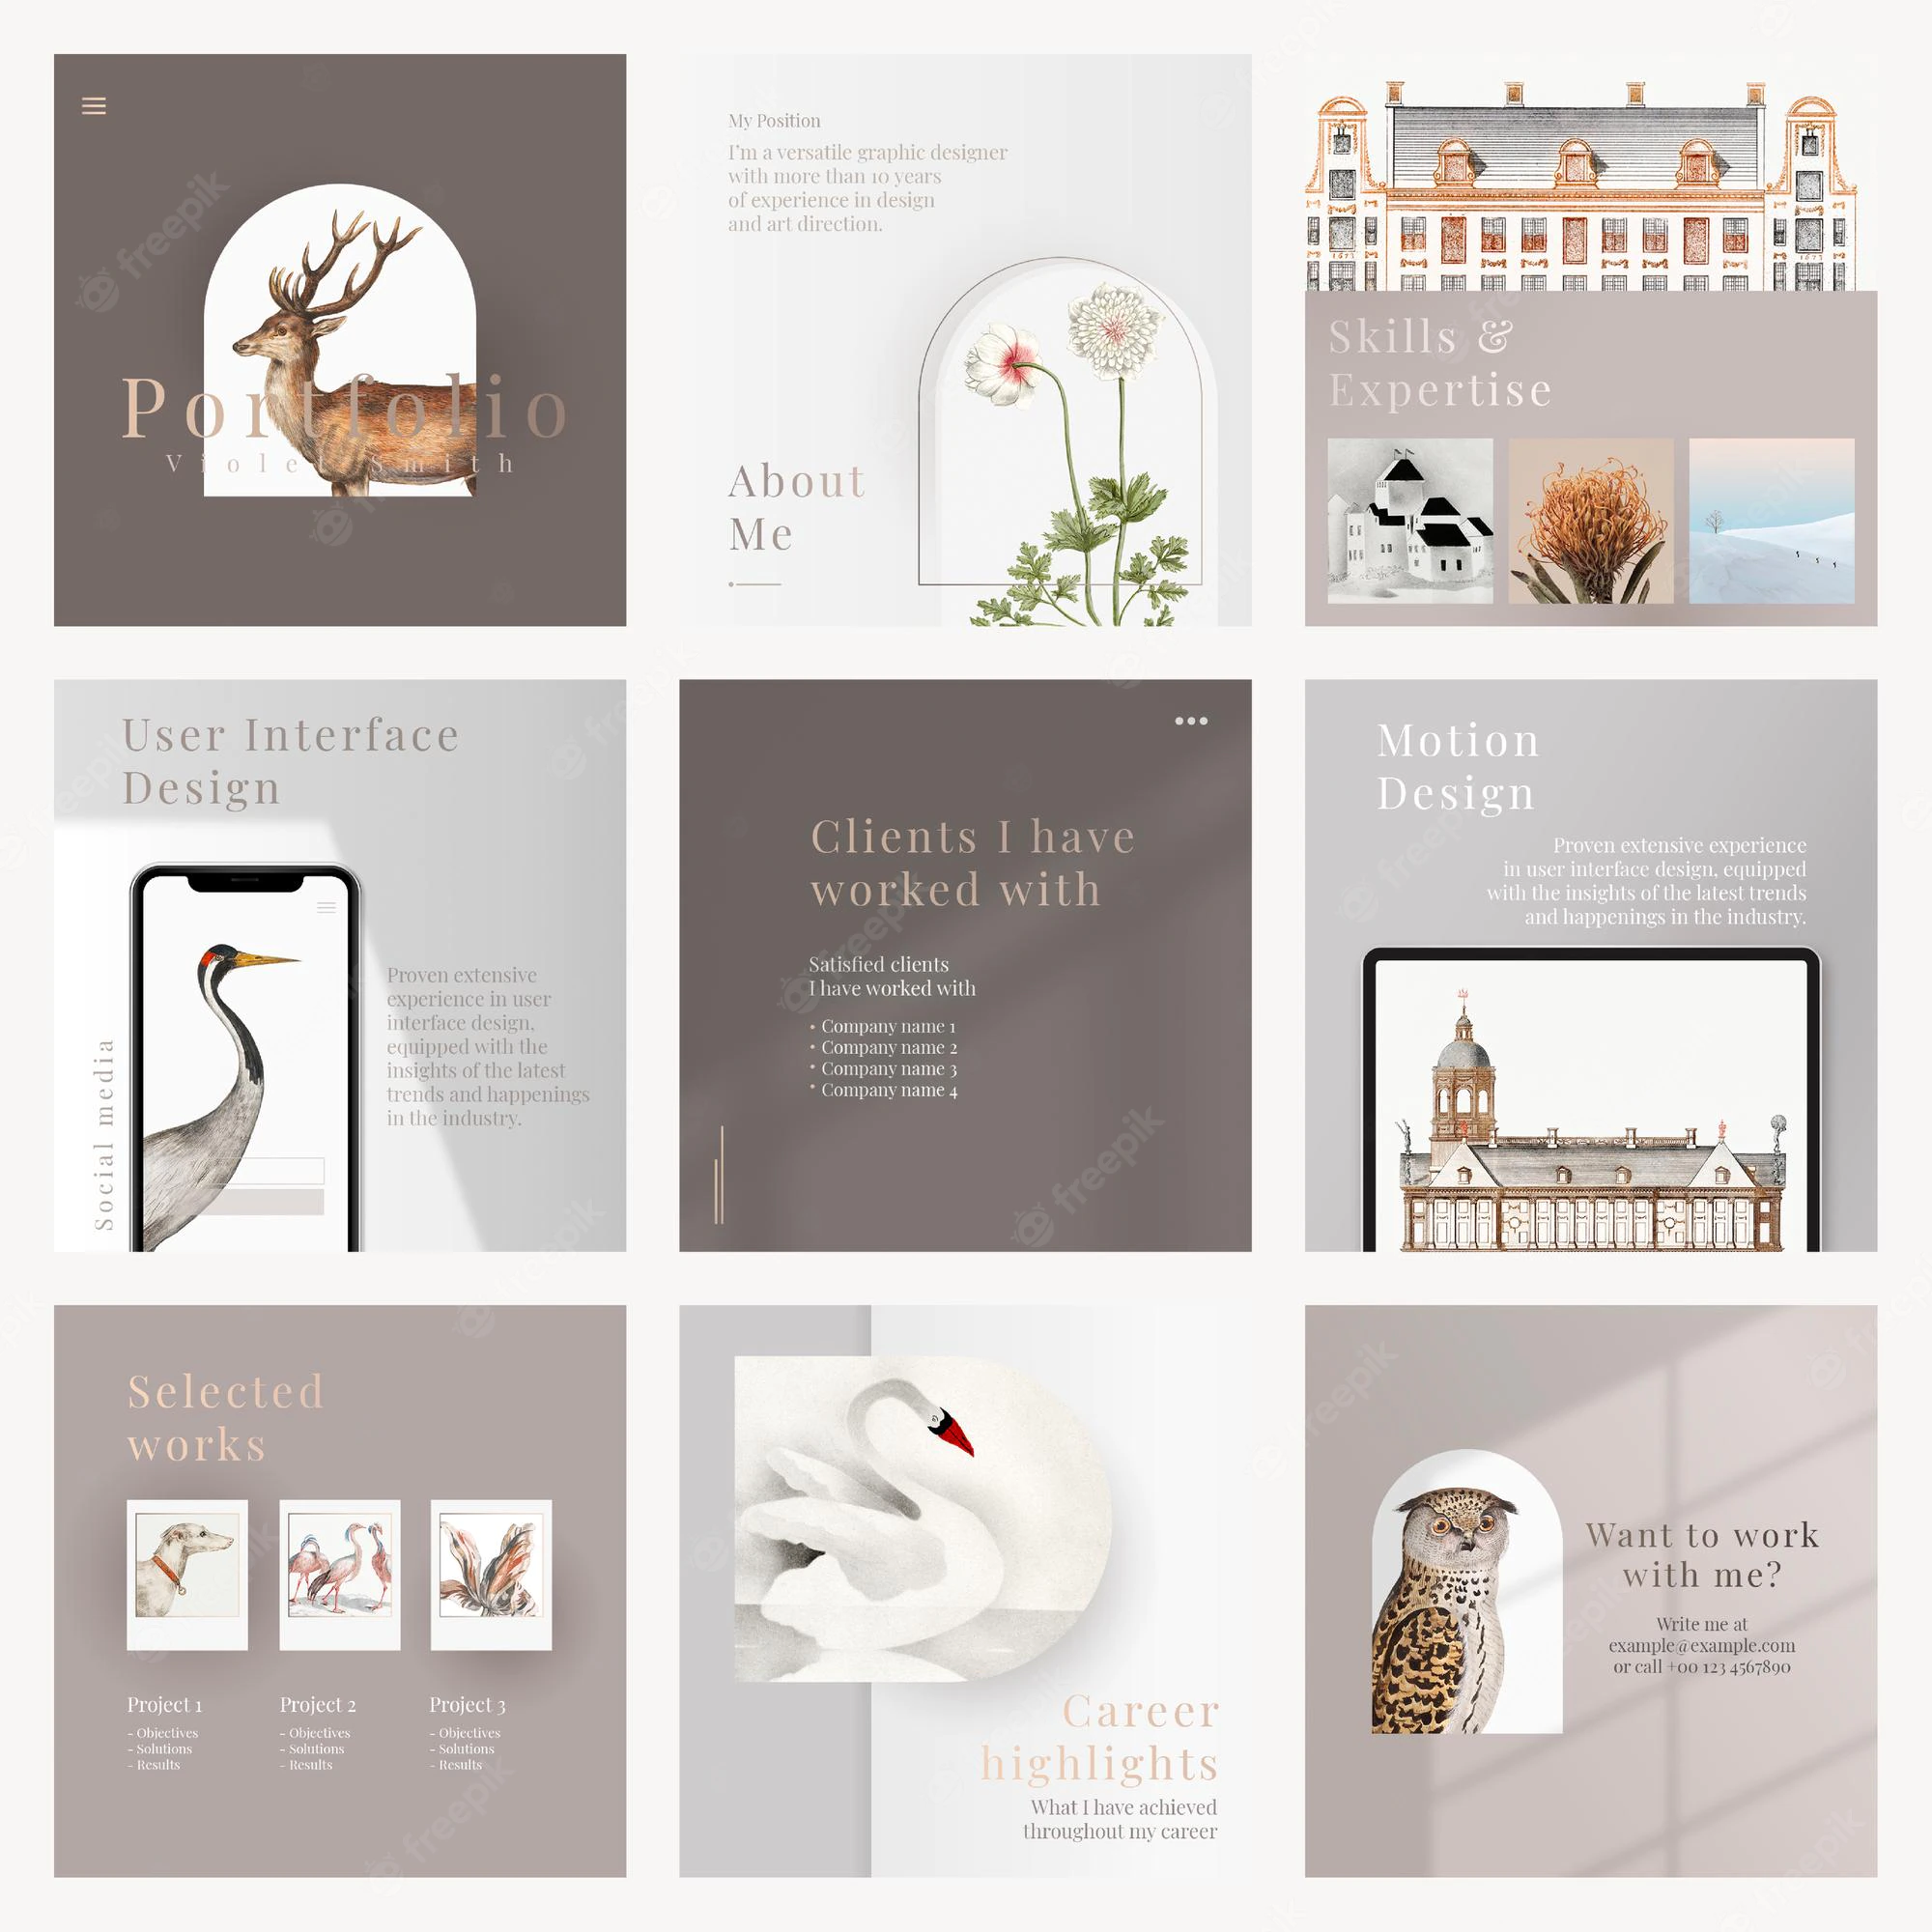 Portfolio
Violet Smith
My Position
I'm a versatile graphic designer
with more than 10 years
of experience in design
and art direction.
About
Me
1677
1677
Skills &
Expertise
User Interface
Design
Social media
Proven extensive
experience in user
interface design,
equipped with the
insights of the latest
trends and happenings
in the industry.
Clients I have
worked with
Satisfied clients
I have worked with
• Company name 1
• Company name 2
• Company name 3
• Company name 4
Motion
Design
Proven extensive experience
in user interface design, equipped
with the insights of the latest trends
and happenings in the industry.
Selected
works
Project 1
- Objectives
- Solutions
- Results
Project 2
- Objectives
- Solutions
- Results
Project 3
- Objectives
- Solutions
- Results
Career
highlights
What I have achieved
throughout my career
Want to work
with me?
Write me at
example@example.com
or call +00 123 4567890
freepik